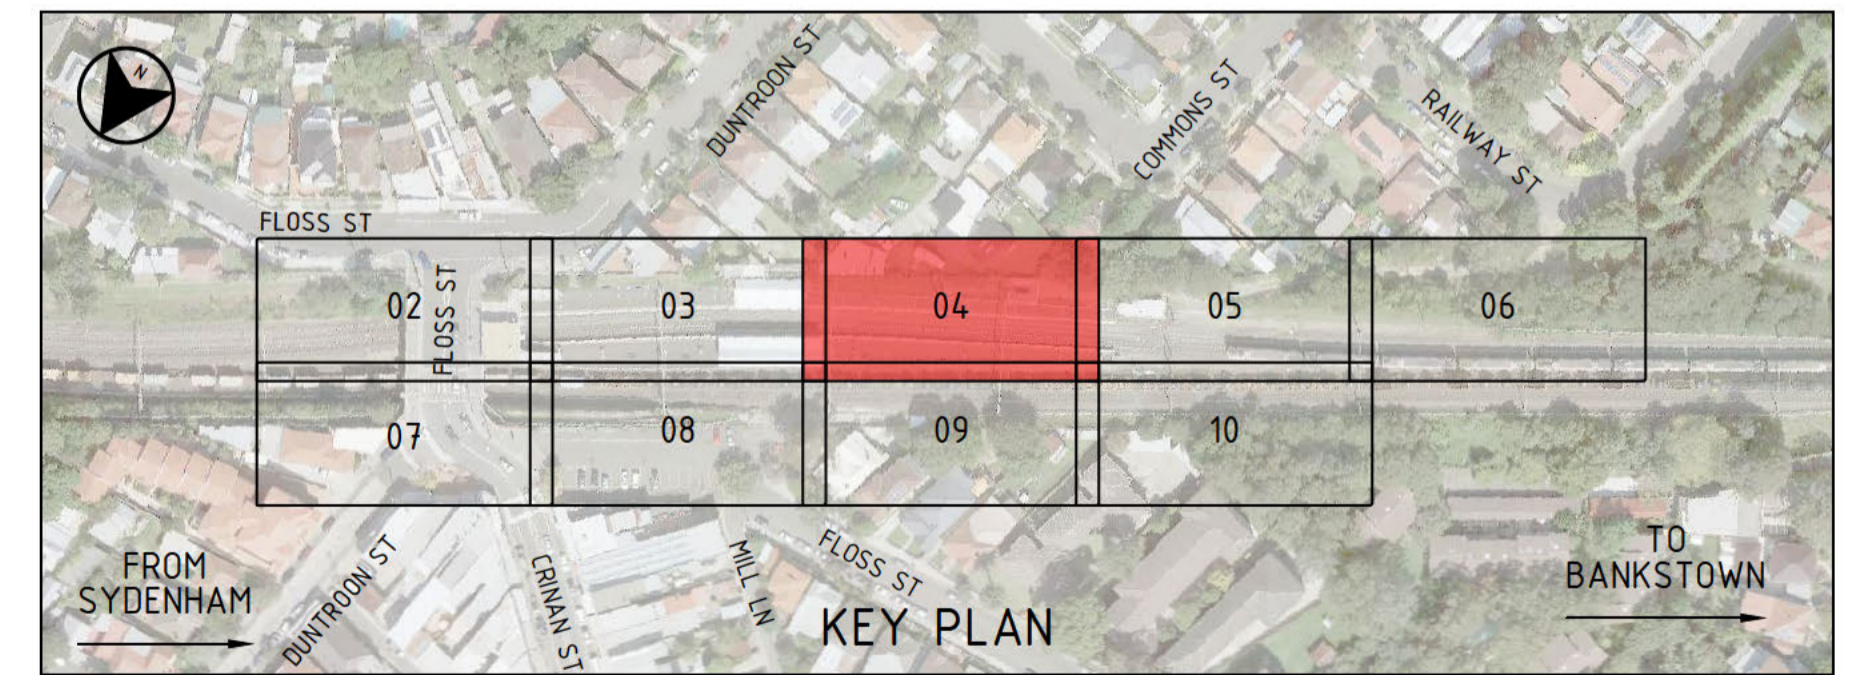 N
DUNTROON ST
COMMONS ST
RAILWAY ST
FLOSS ST
02
FLOSS ST
03
04
05
06
07
08
09
10
FROM
SYDENHAM
DUNTROON ST
CRINAN ST
MILL LN
FLOSS ST
KEY PLAN
TO
BANKSTOWN